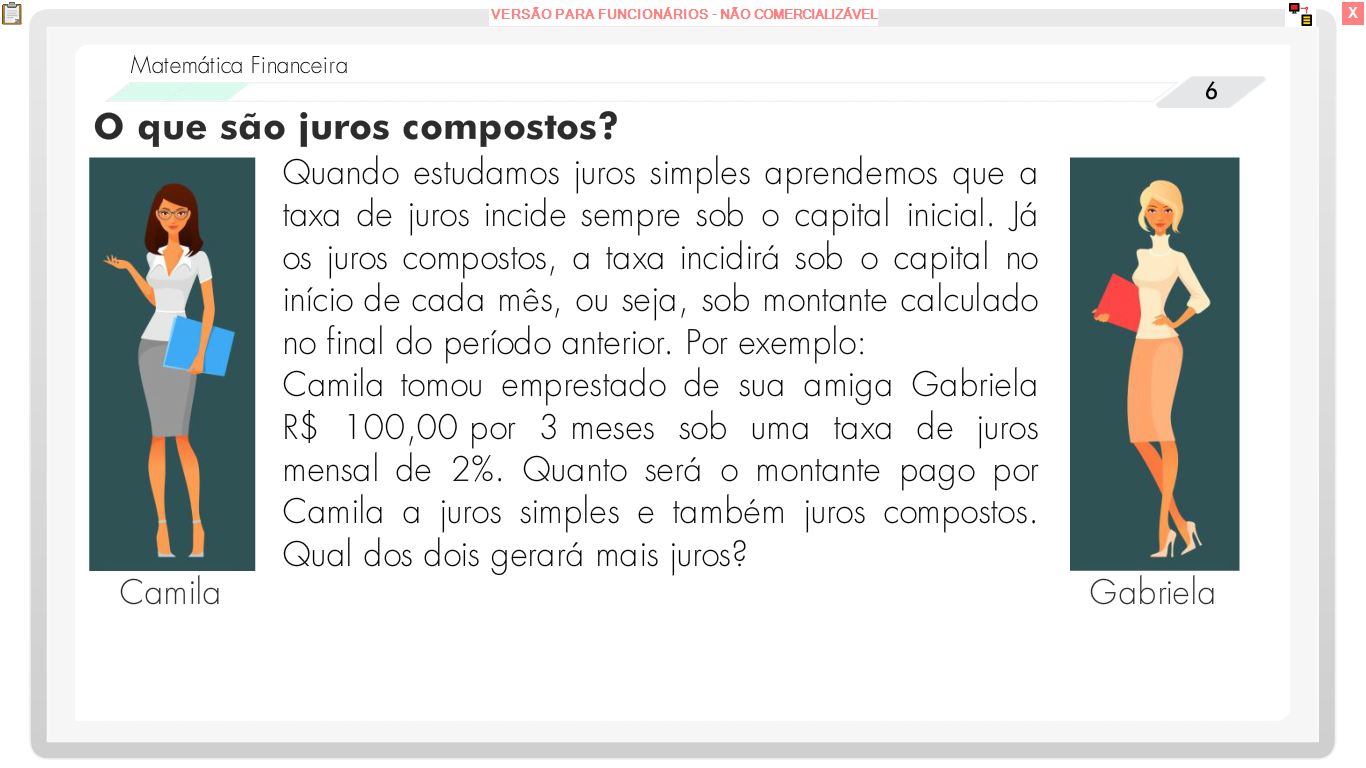 VERSÃO PARA FUNCIONÁRIOS - NÃO COMERCIALIZÁVEL
X
Matemática Financeira
6
O que são juros compostos?
Quando estudamos juros simples aprendemos que a
taxa de juros incide sempre sob o capital inicial. Já
os juros compostos, a taxa incidirá sob o capital no
início de cada mês, ou seja, sob montante calculado
no final do período anterior. Por exemplo:
Camila tomou emprestado de sua amiga Gabriela
R$ 100,00 por 3 meses sob uma taxa de juros
mensal de 2%. Quanto será o montante pago por
Camila a juros simples e também juros compostos.
Qual dos dois gerará mais juros?
Camila
Gabriela